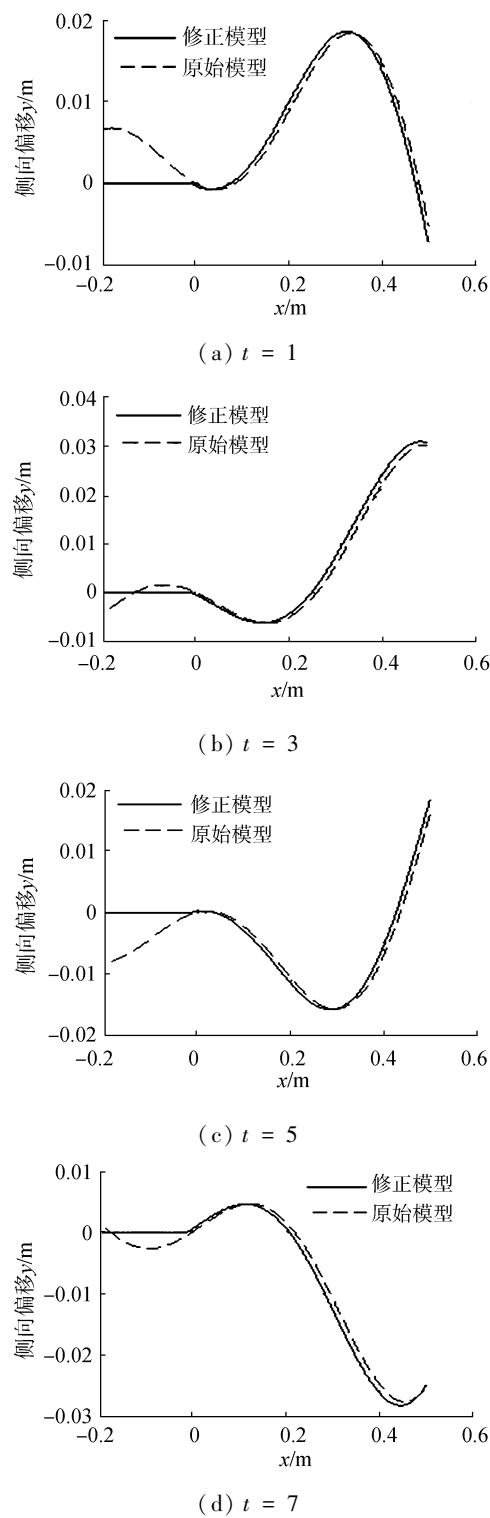 0.02
修正模型
原始模型
0.01
侧向偏移y/m
0
-0.01
-0.2 0 0.2 0.4 0.6
x/m
(a) t = 1
0.04
修正模型
0.03
原始模型
0.02
侧向偏移y/m
0.01
0
-0.01
-0.2 0 0.2 0.4 0.6
x/m
(b) t = 3
0.02
修正模型
原始模型
0.01
侧向偏移y/m
0
-0.01
-0.02
-0.2 0 0.2 0.4 0.6
x/m
(c) t = 5
0.01
修正模型
原始模型
0
侧向偏移y/m
-0.01
-0.02
-0.03
-0.2 0 0.2 0.4 0.6
x/m
(d) t = 7